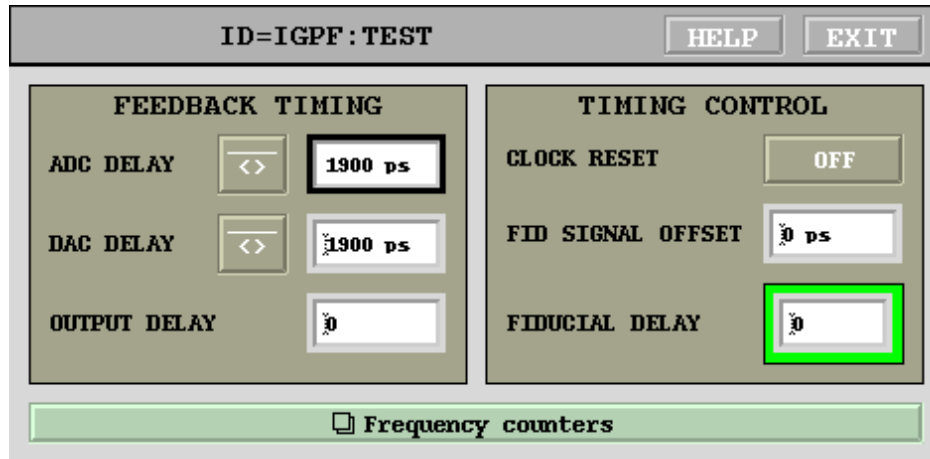 ID=IGPF:TEST
HELP
EXIT
FEEDBACK TIMING
ADC DELAY
<>
1900 ps
DAC DELAY
<>
1900 ps
OUTPUT DELAY
0
TIMING CONTROL
CLOCK RESET
OFF
FID SIGNAL OFFSET
0 ps
FIDUCIAL DELAY
0
Frequency counters